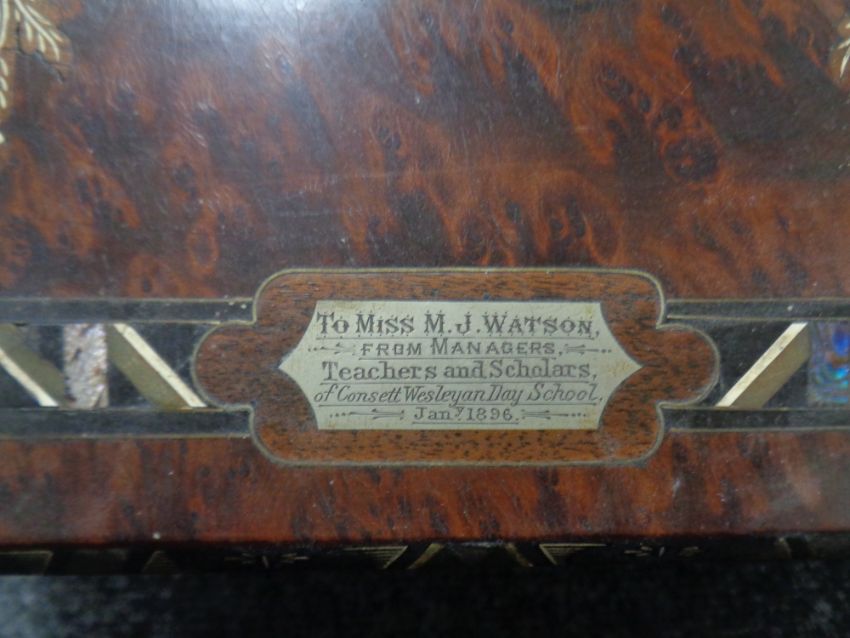 To Miss M. J. Watson,
from Managers,
Teachers and Scholars,
of Consett Wesleyan Day School,
Jany. 1896.